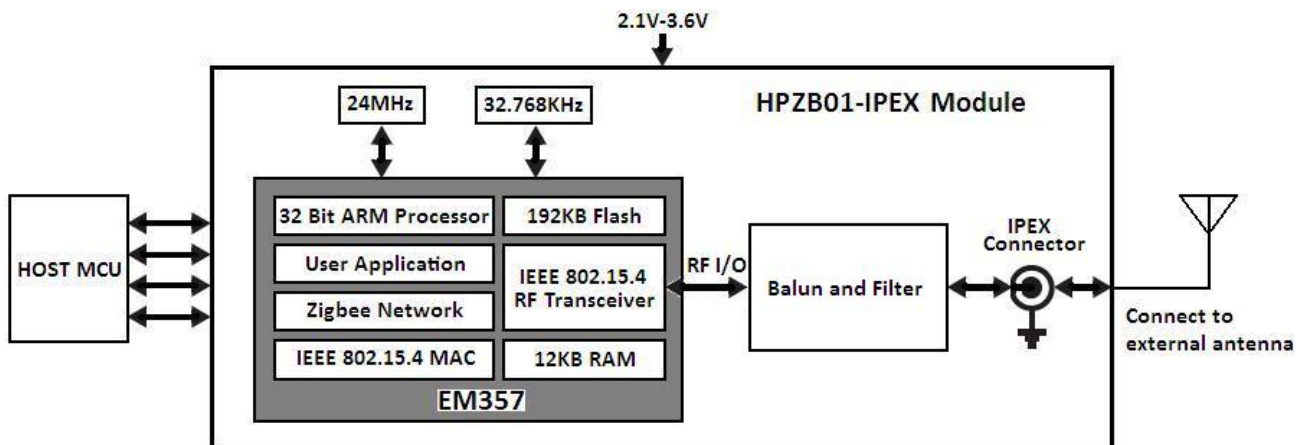 2.1V-3.6V
HPZB01-IPEX Module
24MHz
32.768KHz
HOST MCU
32 Bit ARM Processor
User Application
Zigbee Network
IEEE 802.15.4 MAC
192KB Flash
IEEE 802.15.4
RF Transceiver
12KB RAM
EM357
RF I/O
Balun and Filter
IPEX
Connector
Connect to
external antenna